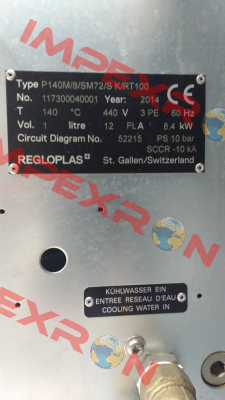 Type P140M/8/SM72/S K/RT100
No. 117300040001 Year: 2014 CE
T 140 °C 440 V 3 PE 60 Hz
Vol. 1 litre 12 FLA 8,4 kW
Circuit Diagram No. 52215 PS 10 bar
SCCR -10 kA
REGLOPLAS St. Gallen/Switzerland
KÜHLWASSER EIN
ENTREE RESEAU D'EAU
COOLING WATER IN
IMPEXRON
IMPEXRON